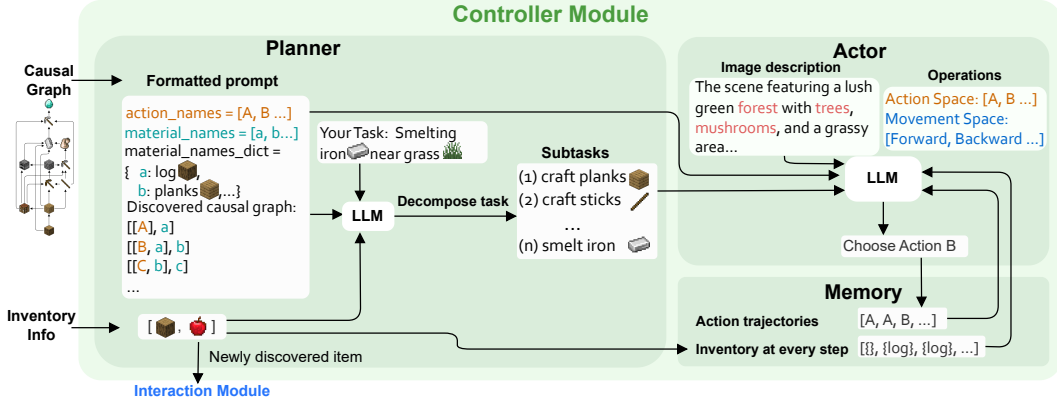 Controller Module
Planner
Actor
Causal
Graph
Formatted prompt
action_names = [A, B ...]
material_names = [a, b...]
material_names_dict =
{ a: log,
b: planks,...}
Discovered causal graph:
[[A], a]
[[B, a], b]
[[C, b], c]
...
Your Task: Smelting
iron near grass
LLM
Decompose task
Subtasks
(1) craft planks
(2) craft sticks
...
(n) smelt iron
Image description
The scene featuring a lush
green forest with trees,
mushrooms, and a grassy
area...
Operations
Action Space: [A, B ...]
Movement Space:
[Forward, Backward ...]
LLM
Choose Action B
Memory
Action trajectories
[A, A, B, ...]
Inventory at every step
[{}, {log}, {log}, ...]
Inventory
Info
[ , ]
Newly discovered item
Interaction Module